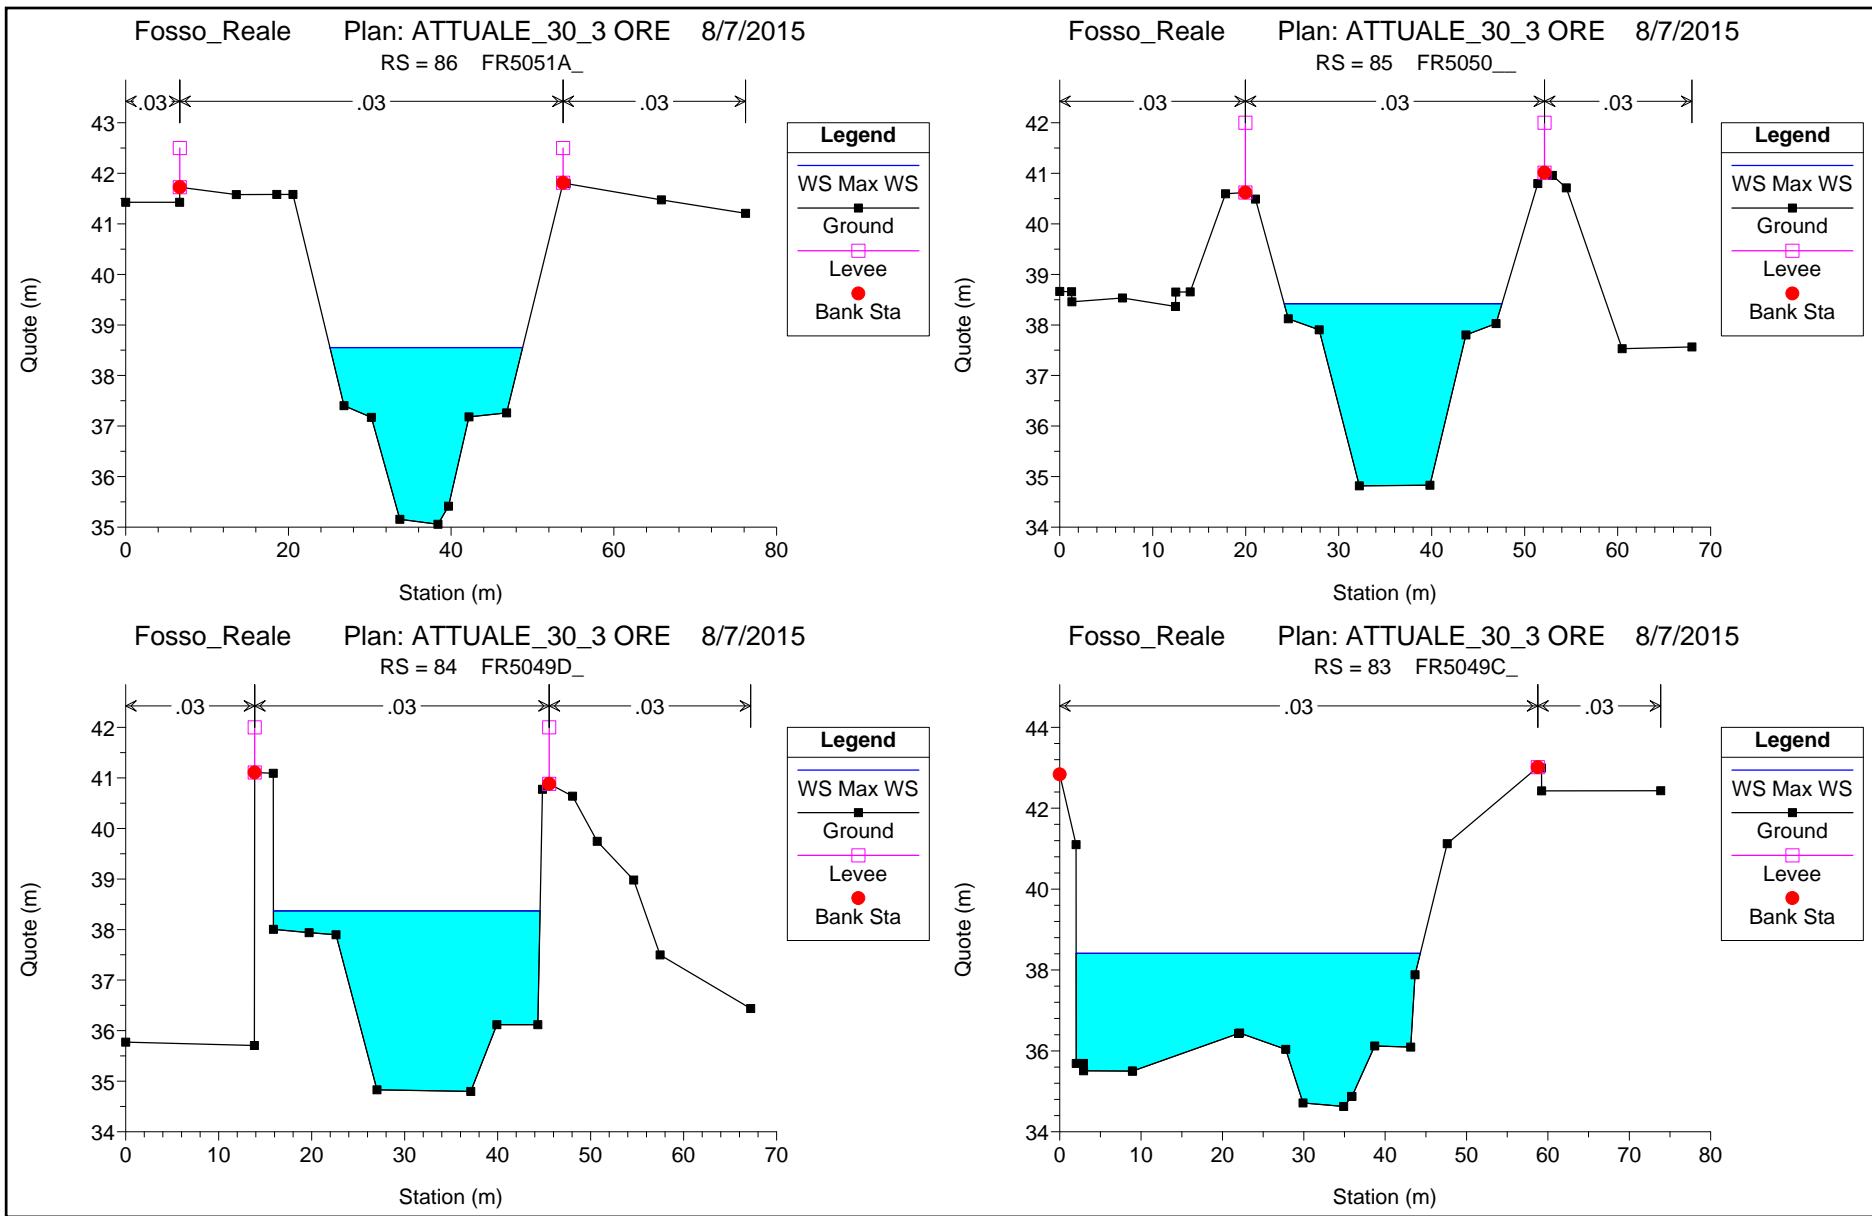 Fosso_Reale Plan: ATTUALE_30_3 ORE 8/7/2015
RS = 86 FR5051A_
.03 .03 .03
43
42
41
40
39
38
37
36
35
0 20 40 60 80
Station (m)
Quote (m)
Legend
WS Max WS
Ground
Levee
Bank Sta
Fosso_Reale Plan: ATTUALE_30_3 ORE 8/7/2015
RS = 85 FR5050__
.03 .03 .03
42
41
40
39
38
37
36
35
34
0 10 20 30 40 50 60 70
Station (m)
Quote (m)
Legend
WS Max WS
Ground
Levee
Bank Sta
Fosso_Reale Plan: ATTUALE_30_3 ORE 8/7/2015
RS = 84 FR5049D_
.03 .03 .03
42
41
40
39
38
37
36
35
34
0 10 20 30 40 50 60 70
Station (m)
Quote (m)
Legend
WS Max WS
Ground
Levee
Bank Sta
Fosso_Reale Plan: ATTUALE_30_3 ORE 8/7/2015
RS = 83 FR5049C_
.03 .03
44
42
40
38
36
34
0 10 20 30 40 50 60 70 80
Station (m)
Quote (m)
Legend
WS Max WS
Ground
Levee
Bank Sta